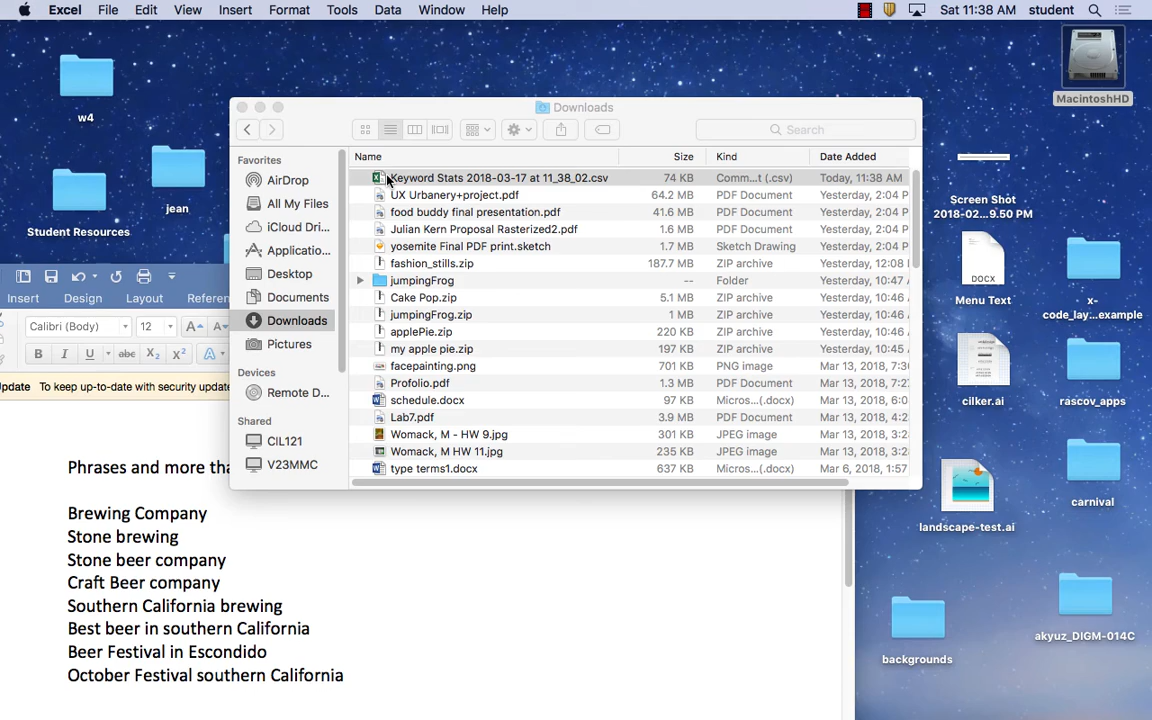 Excel File Edit View Insert Format Tools Data Window Help Sat 11:38 AM student
w4
Student Resources
jean
MacintoshHD
Screen Shot
2018-02...9.50 PM
DOCX
Menu Text
x-
code_lay...example
cilker.ai
rascov_apps
landscape-test.ai
carnival
backgrounds
akyuz_DIGM-014C
Downloads
Search
Favorites
AirDrop
All My Files
iCloud Dri...
Applicatio...
Desktop
Documents
Downloads
Pictures
Devices
Remote D...
Shared
CIL121
V23MMC
Name Size Kind Date Added
Keyword Stats 2018-03-17 at 11_38_02.csv 74 KB Comm...t (.csv) Today, 11:38 AM
UX Urbanery+project.pdf 64.2 MB PDF Document Yesterday, 2:04 P
food buddy final presentation.pdf 41.6 MB PDF Document Yesterday, 2:04 P
Julian Kern Proposal Rasterized2.pdf 1.6 MB PDF Document Yesterday, 2:04 P
yosemite Final PDF print.sketch 1.7 MB Sketch Drawing Yesterday, 2:04 P
fashion_stills.zip 187.7 MB ZIP archive Yesterday, 12:08
jumpingFrog -- Folder Yesterday, 10:47
Cake Pop.zip 5.1 MB ZIP archive Yesterday, 10:46
jumpingFrog.zip 1 MB ZIP archive Yesterday, 10:46
applePie.zip 220 KB ZIP archive Yesterday, 10:46
my apple pie.zip 197 KB ZIP archive Yesterday, 10:45
facepainting.png 701 KB PNG image Mar 13, 2018, 7:3
Profolio.pdf 1.3 MB PDF Document Mar 13, 2018, 7:2
schedule.docx 97 KB Micros...(.docx) Mar 13, 2018, 6:0
Lab7.pdf 3.9 MB PDF Document Mar 13, 2018, 4:2
Womack, M - HW 9.jpg 301 KB JPEG image Mar 13, 2018, 3:2
Womack, M HW 11.jpg 235 KB JPEG image Mar 13, 2018, 3:2
type terms1.docx 637 KB Micros...(.docx) Mar 6, 2018, 1:57
Insert Design Layout Referen
Calibri (Body) 12
B I U abc X2 X2 A
Update To keep up-to-date with security update
Phrases and more tha
Brewing Company
Stone brewing
Stone beer company
Craft Beer company
Southern California brewing
Best beer in southern California
Beer Festival in Escondido
October Festival southern California